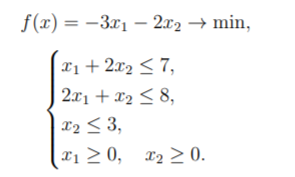 f(x) = −3x₁ − 2x₂ → min,
x₁ + 2x₂ ≤ 7,
2x₁ + x₂ ≤ 8,
x₂ ≤ 3,
x₁ ≥ 0, x₂ ≥ 0.